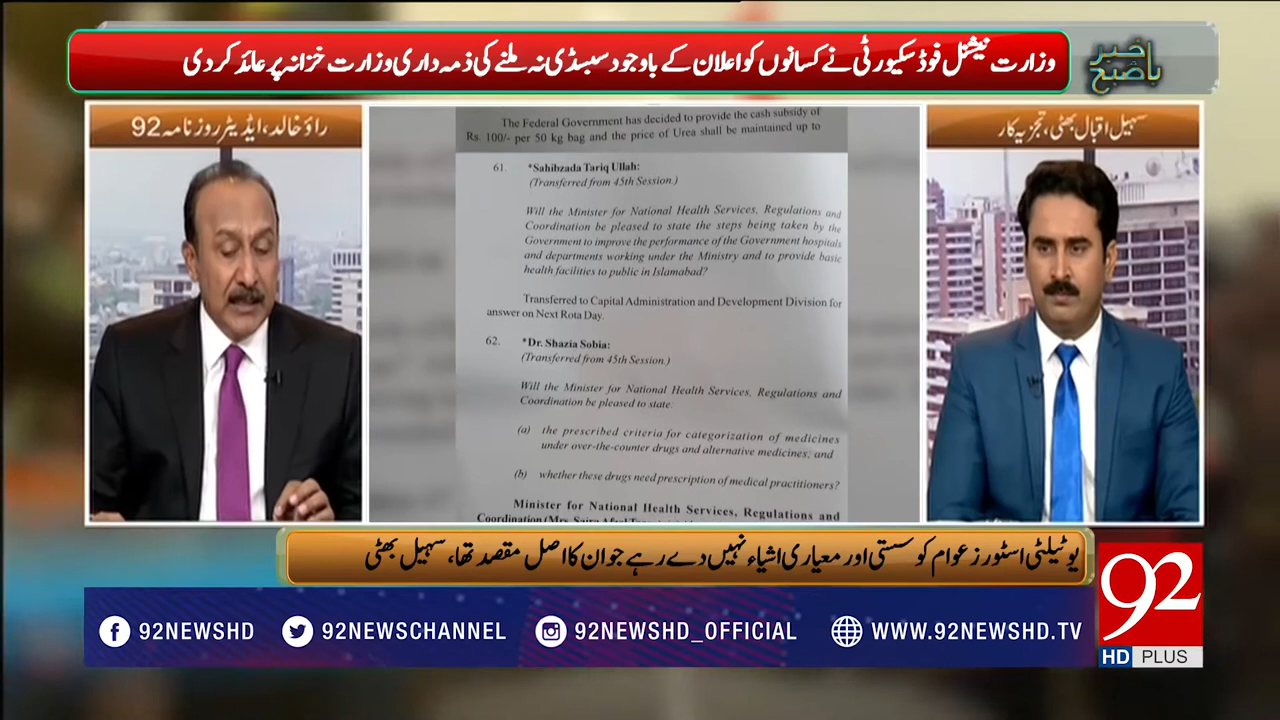 وزارت نیشنل فوڈ سکیورٹی نے کسانوں کو اعلان کے باوجود سبسڈی نہ ملنے کی ذمہ داری وزارت خزانہ پر عائد کر دی
باخبر صبح
راؤ خالد، ایڈیٹر روزنامہ 92
سہیل اقبال بھٹی، تجزیہ کار
The Federal Government has decided to provide the cash subsidy of
Rs. 100/- per 50 kg bag and the price of Urea shall be maintained up to
61. *Sahibzada Tariq Ullah:
(Transferred from 45th Session.)
Will the Minister for National Health Services, Regulations and
Coordination be pleased to state the steps being taken by the
Government to improve the performance of the Government hospitals
and departments working under the Ministry and to provide basic
health facilities to public in Islamabad?
Transferred to Capital Administration and Development Division for
answer on Next Rota Day.
62. *Dr. Shazia Sobia:
(Transferred from 45th Session.)
Will the Minister for National Health Services, Regulations and
Coordination be pleased to state:
(a) the prescribed criteria for categorization of medicines
under over-the-counter drugs and alternative medicines; and
(b) whether these drugs need prescription of medical practitioners?
Minister for National Health Services, Regulations and
Coordination (Mrs. Saira Afzal
یوٹیلٹی اسٹورز عوام کو سستی اور معیاری اشیاء نہیں دے رہے جو ان کا اصل مقصد تھا، سہیل بھٹی
92NEWSHD
92NEWSCHANNEL
92NEWSHD_OFFICIAL
WWW.92NEWSHD.TV
92
HD PLUS